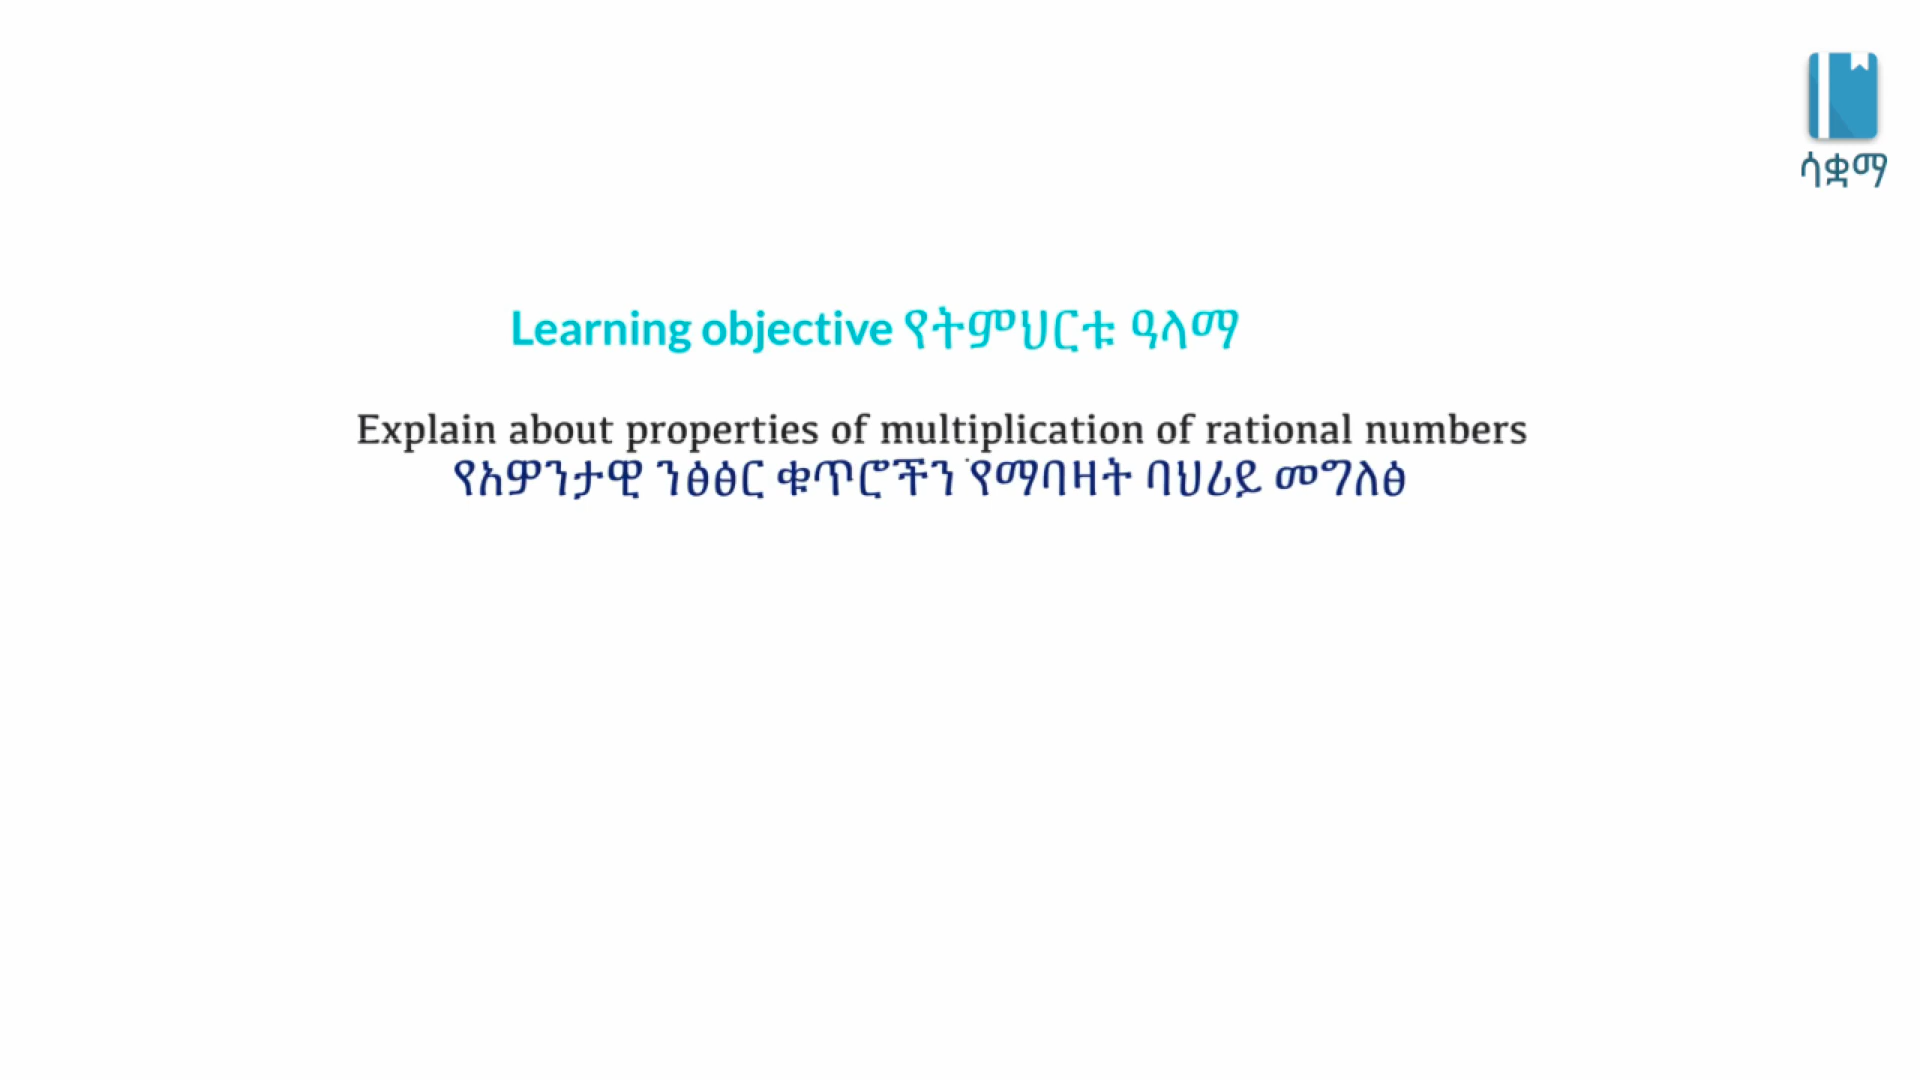 ሳቋማ
Learning objective የትምህርቱ ዓላማ
Explain about properties of multiplication of rational numbers
የአዎንታዊ ንፅፅር ቁጥሮችን የማባዛት ባህሪይ መግለፅ